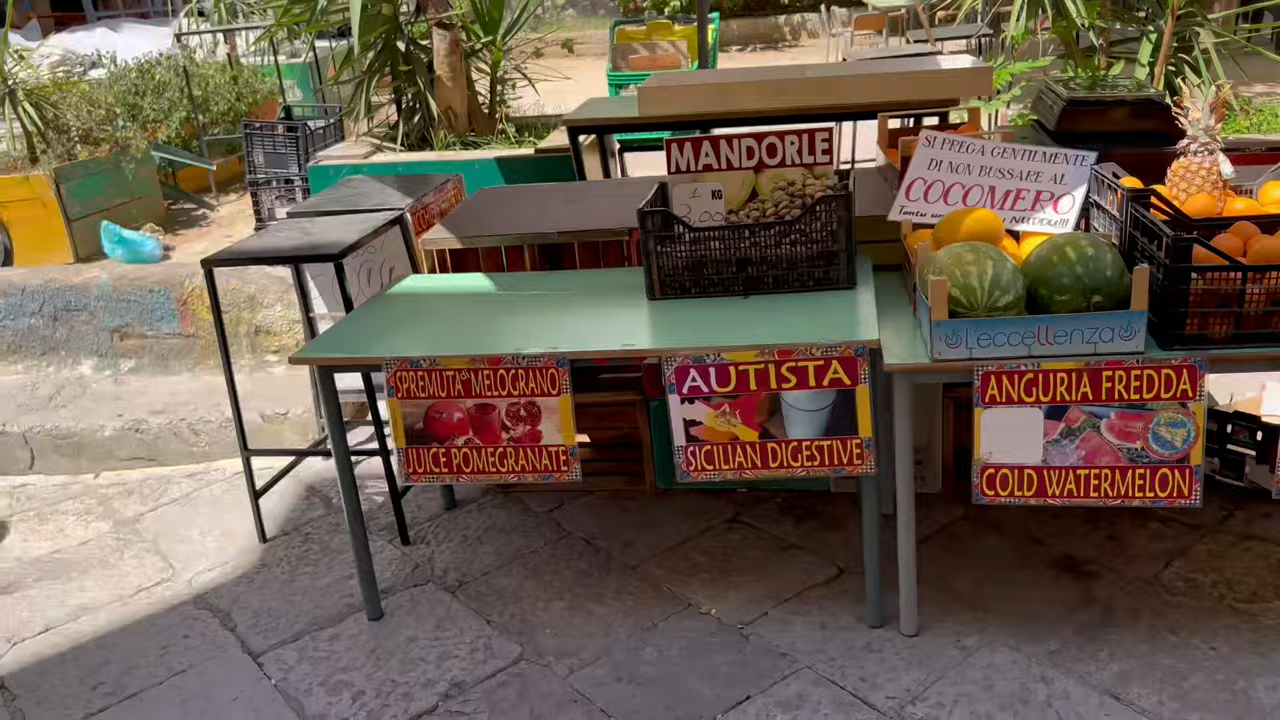 MANDORLE
1 KG
SI PREGA GENTILMENTE
DI NON BUSSARE AL
COCOMERO
Tanto
L'eccellenza
SPREMUTA di MELOGRANO
JUICE POMEGRANATE
AUTISTA
SICILIAN DIGESTIVE
ANGURIA FREDDA
COLD WATERMELON